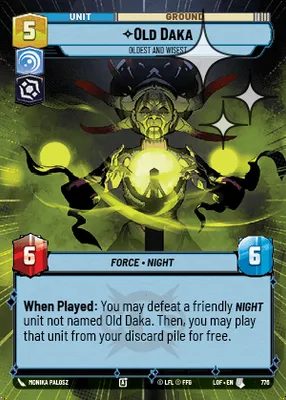 UNIT
GROUND
5
✧OLD DAKA
OLDEST AND WISEST
6
6
FORCE • NIGHT
When Played: You may defeat a friendly NIGHT
unit not named Old Daka. Then, you may play
that unit from your discard pile for free.
MONIKA PALOSZ
© LFL © FFG
LOF • EN
776